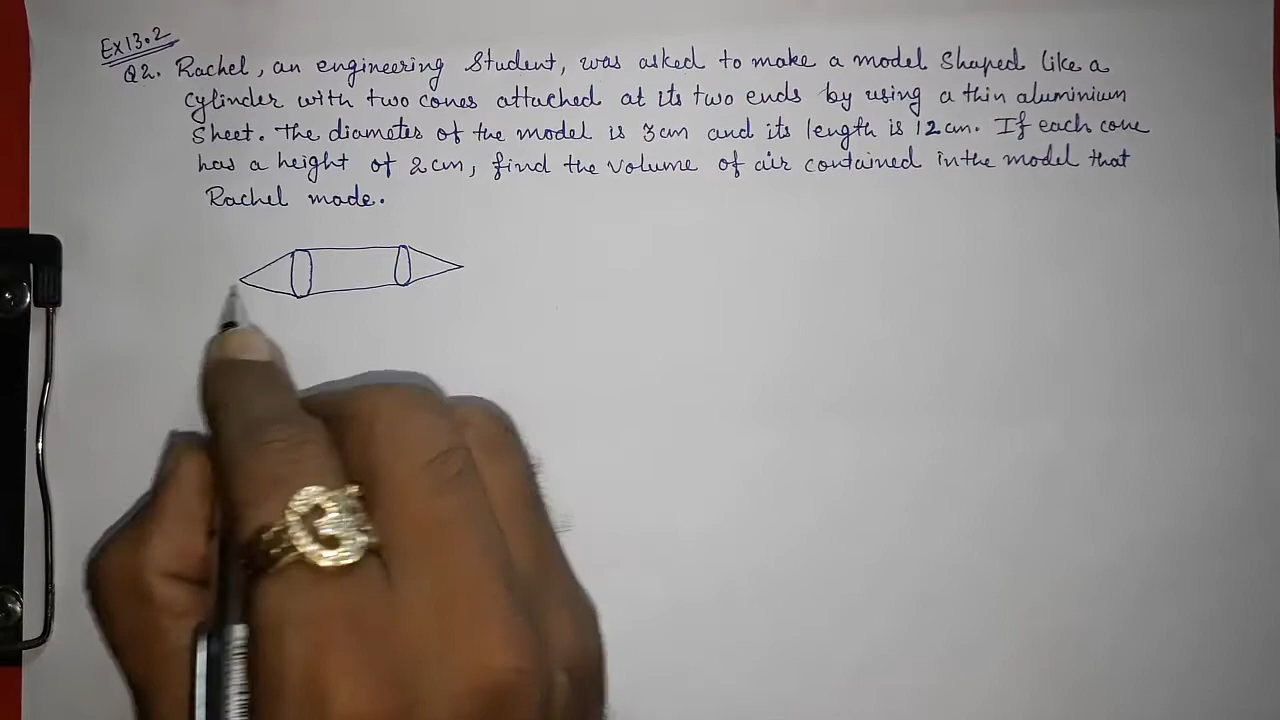 Ex 13.2
Q2. Rachel, an engineering Student, was asked to make a model Shaped like a
cylinder with two cones attached at its two ends by using a thin aluminium
Sheet. The diameter of the model is 3cm and its length is 12cm. If each cone
has a height of 2cm, find the volume of air contained in the model that
Rachel made.